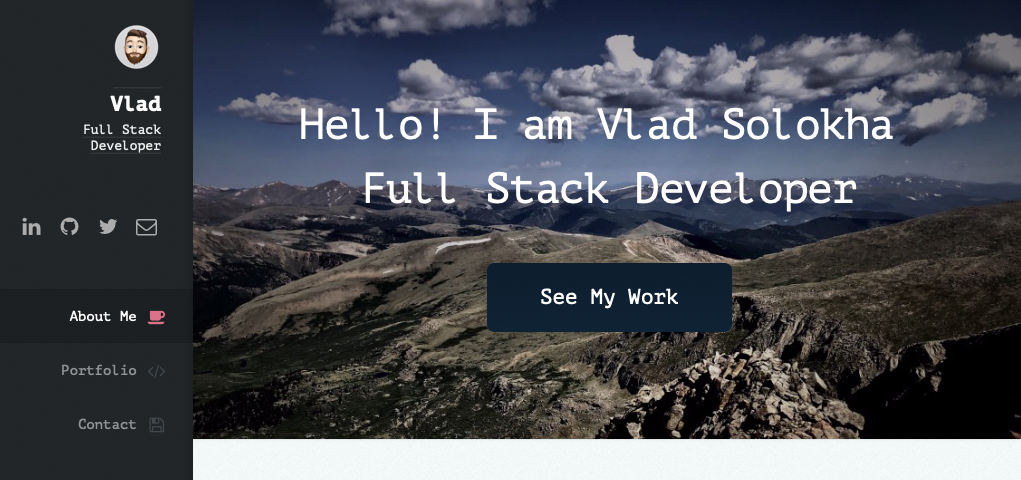 Vlad
Full Stack
Developer
About Me
Portfolio
Contact
Hello! I am Vlad Solokha
Full Stack Developer
See My Work